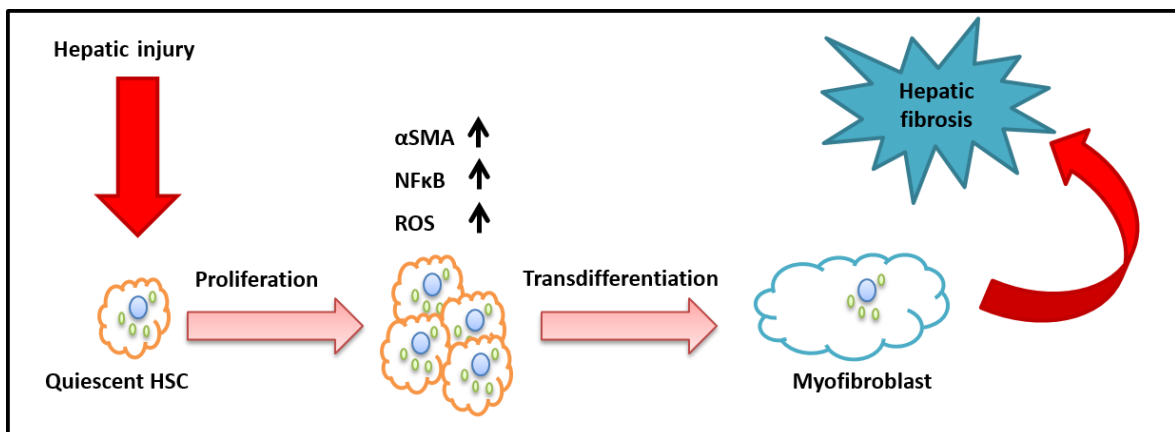 Hepatic injury
Hepatic
fibrosis
αSMA
NFκB
ROS
Proliferation
Transdifferentiation
Quiescent HSC
Myofibroblast